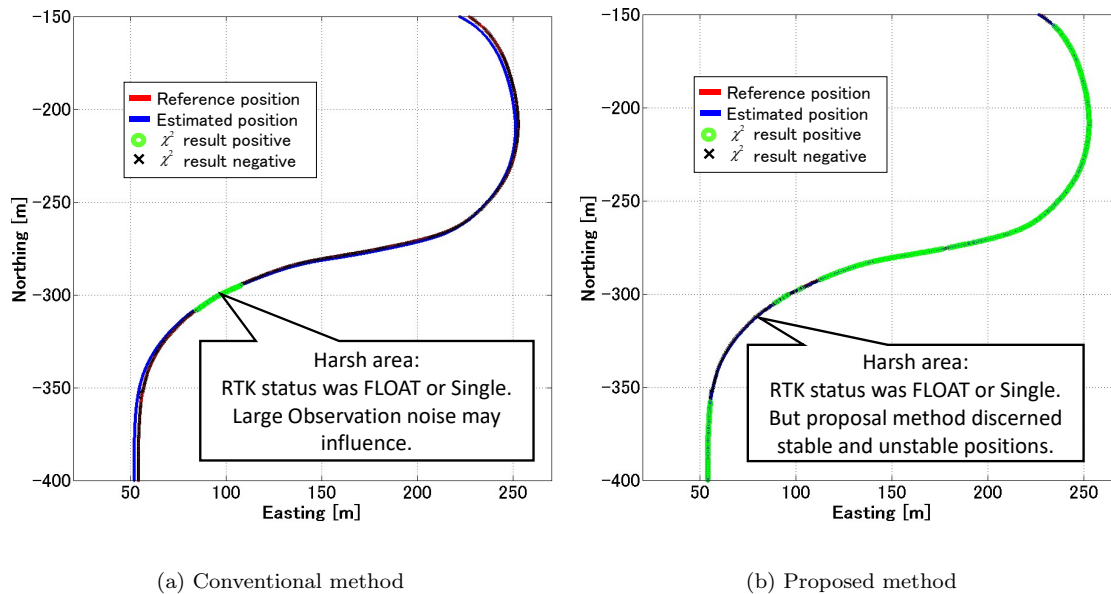 −150
−200
−250
−300
−350
−400
Northing [m]
50
100
150
200
250
Easting [m]
Reference position
Estimated position
χ² result positive
χ² result negative
Harsh area:
RTK status was FLOAT or Single.
Large Observation noise may
influence.
(a) Conventional method
−150
−200
−250
−300
−350
−400
Northing [m]
50
100
150
200
250
Easting [m]
Reference position
Estimated position
χ² result positive
χ² result negative
Harsh area:
RTK status was FLOAT or Single.
But proposal method discerned
stable and unstable positions.
(b) Proposed method